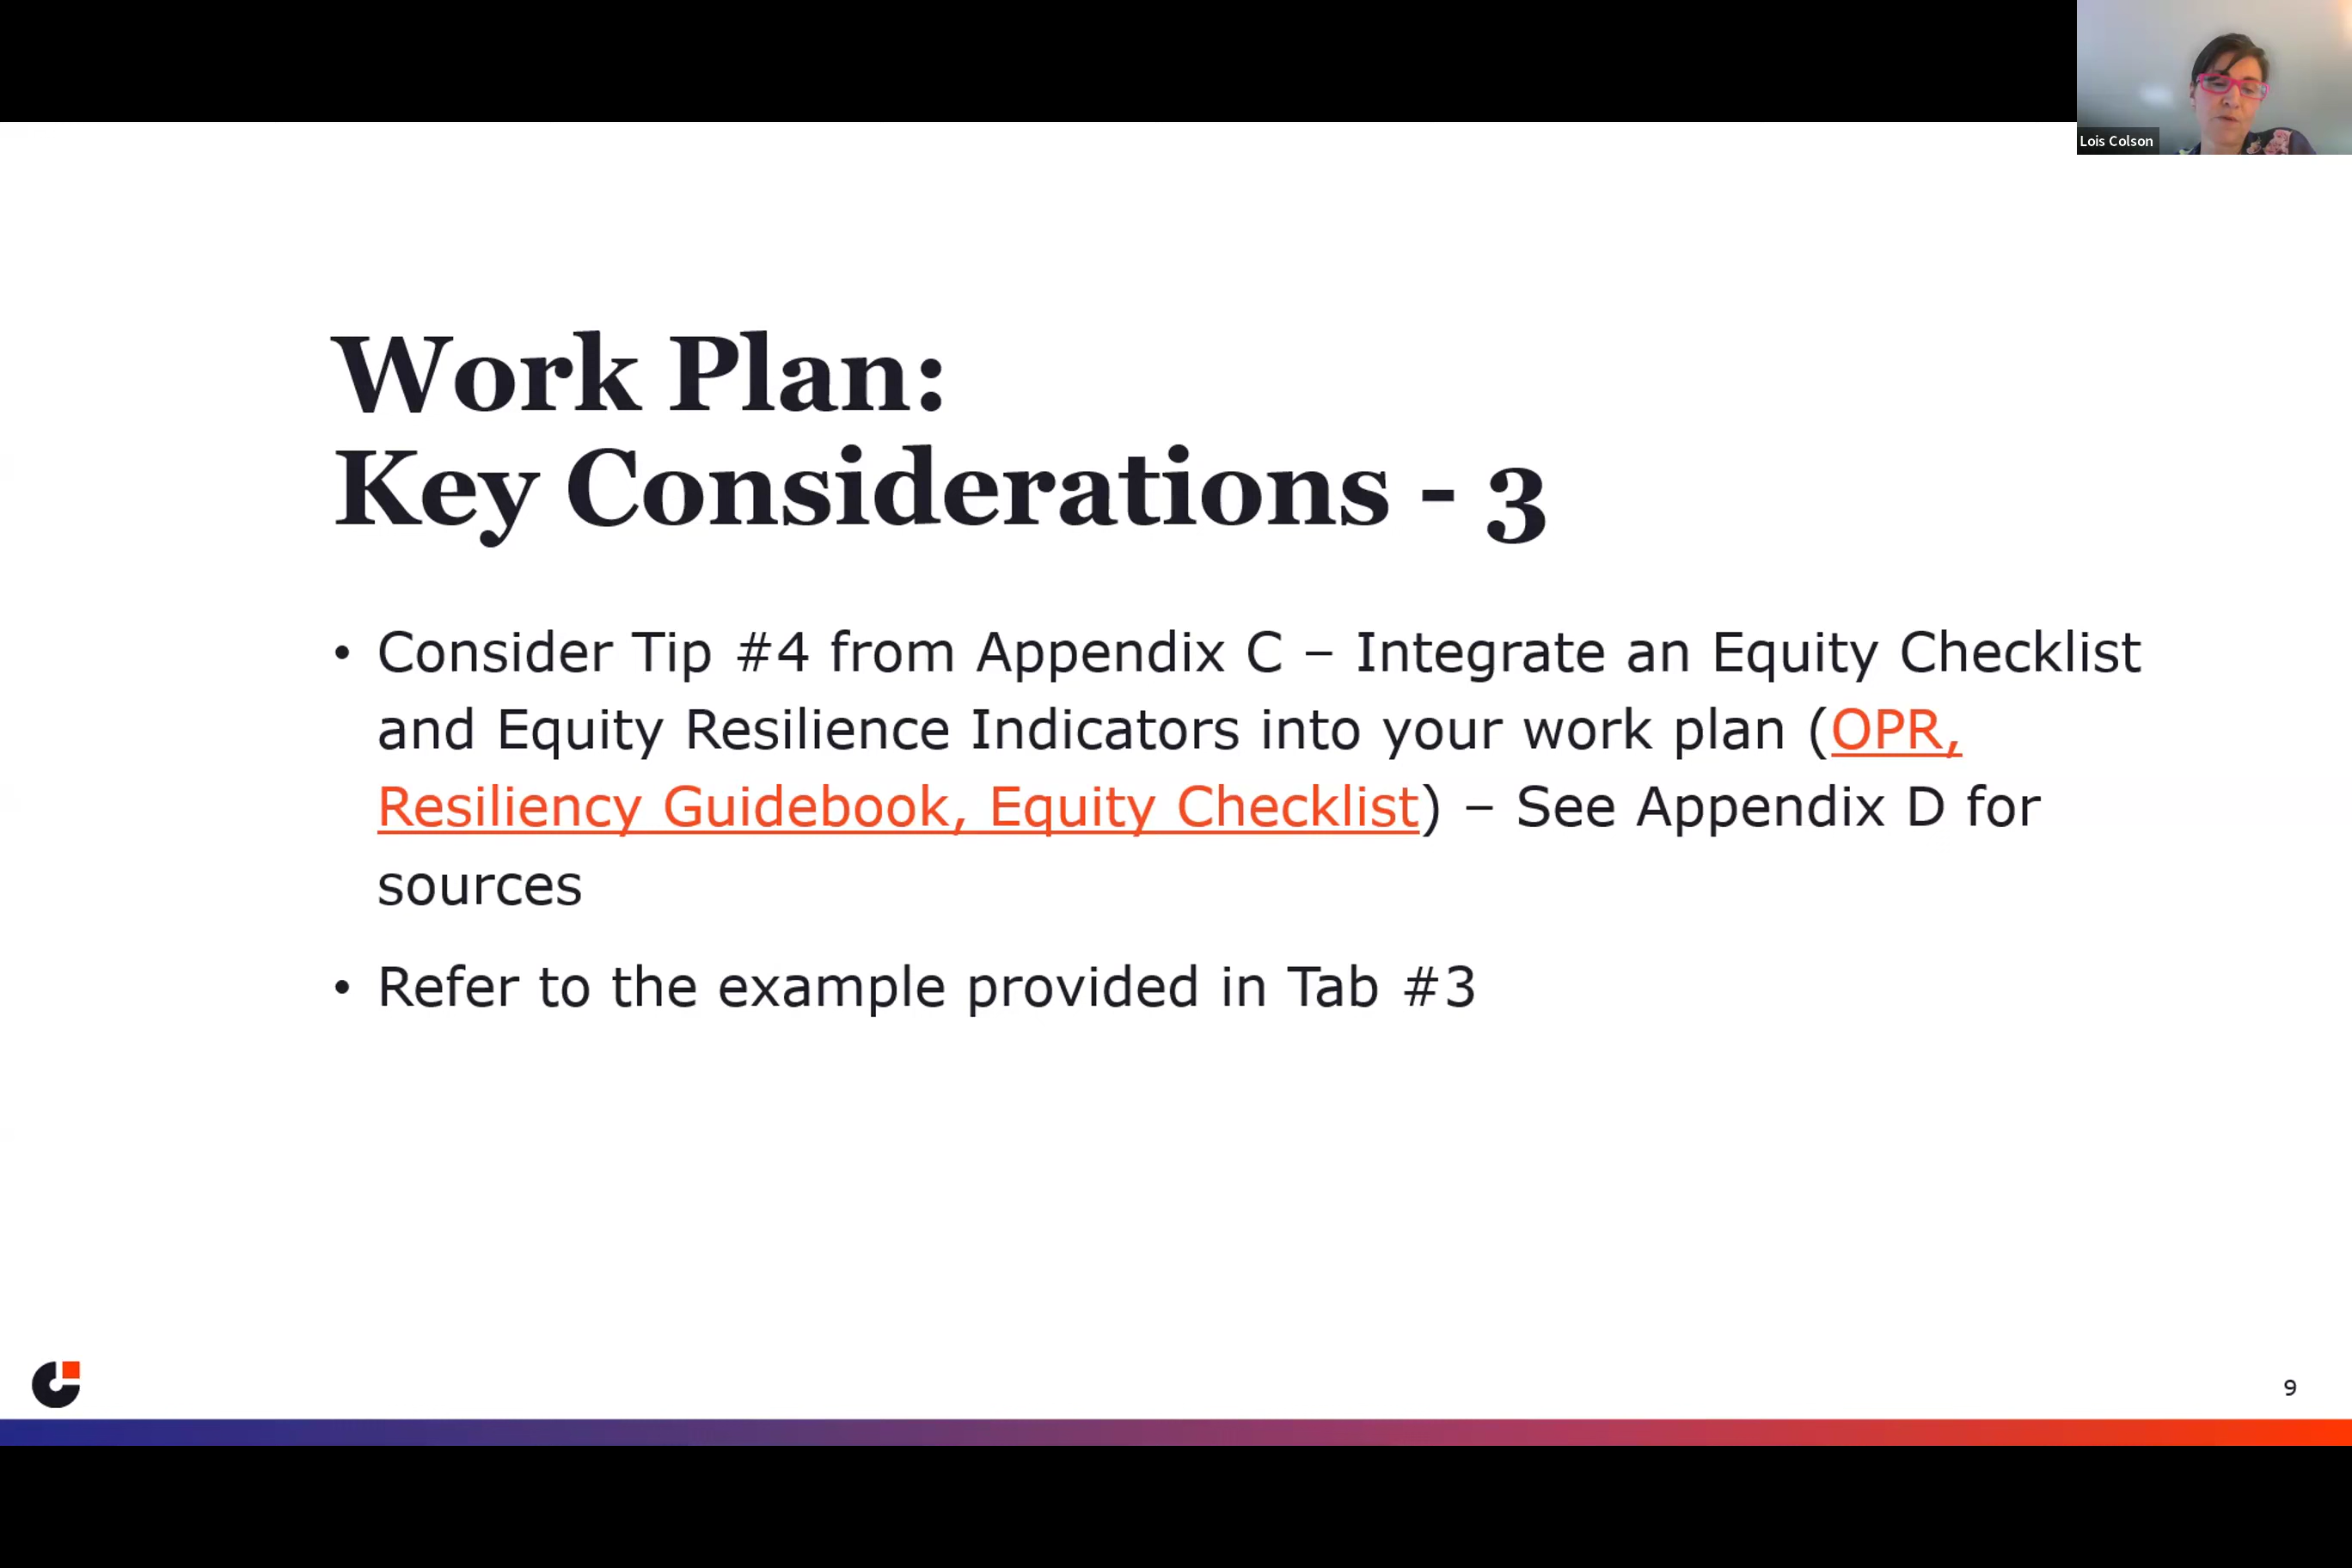 Lois Colson
Work Plan:
Key Considerations - 3
• Consider Tip #4 from Appendix C – Integrate an Equity Checklist
and Equity Resilience Indicators into your work plan (OPR,
Resiliency Guidebook, Equity Checklist) – See Appendix D for
sources
• Refer to the example provided in Tab #3
9